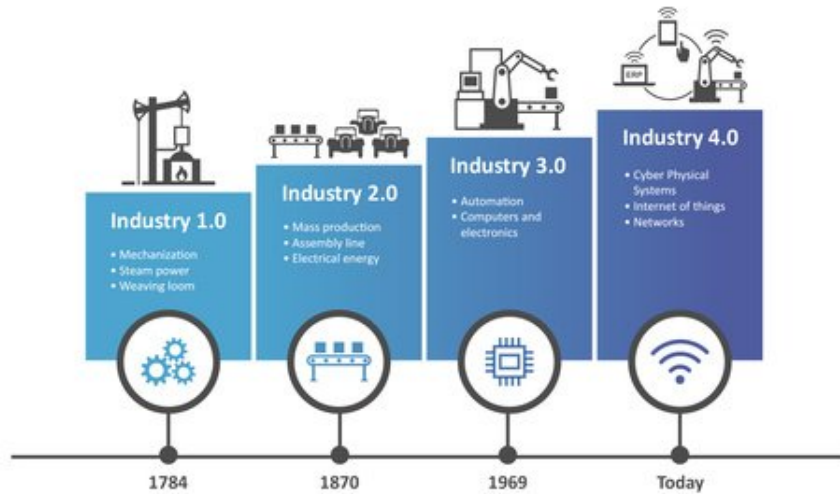 ERP
Industry 1.0
• Mechanization
• Steam power
• Weaving loom
Industry 2.0
• Mass production
• Assembly line
• Electrical energy
Industry 3.0
• Automation
• Computers and
electronics
Industry 4.0
• Cyber Physical
Systems
• Internet of things
• Networks
1784
1870
1969
Today